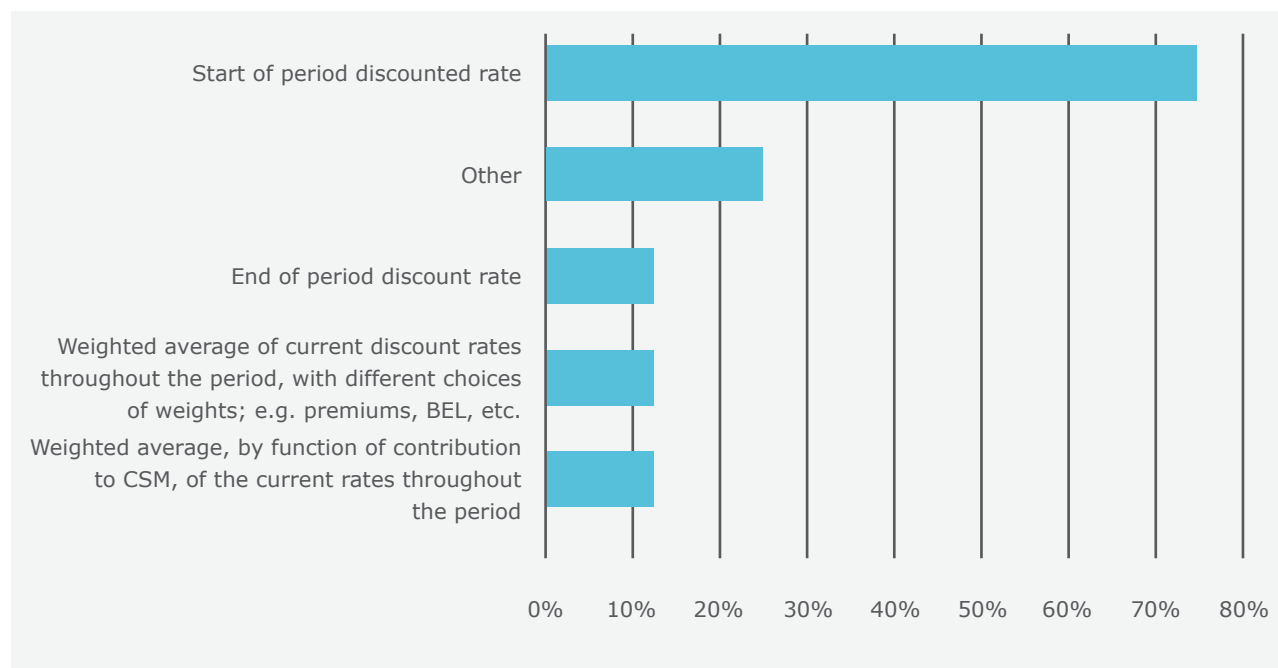 Start of period discounted rate
Other
End of period discount rate
Weighted average of current discount rates
throughout the period, with different choices
of weights; e.g. premiums, BEL, etc.
Weighted average, by function of contribution
to CSM, of the current rates throughout
the period
0% 10% 20% 30% 40% 50% 60% 70% 80%